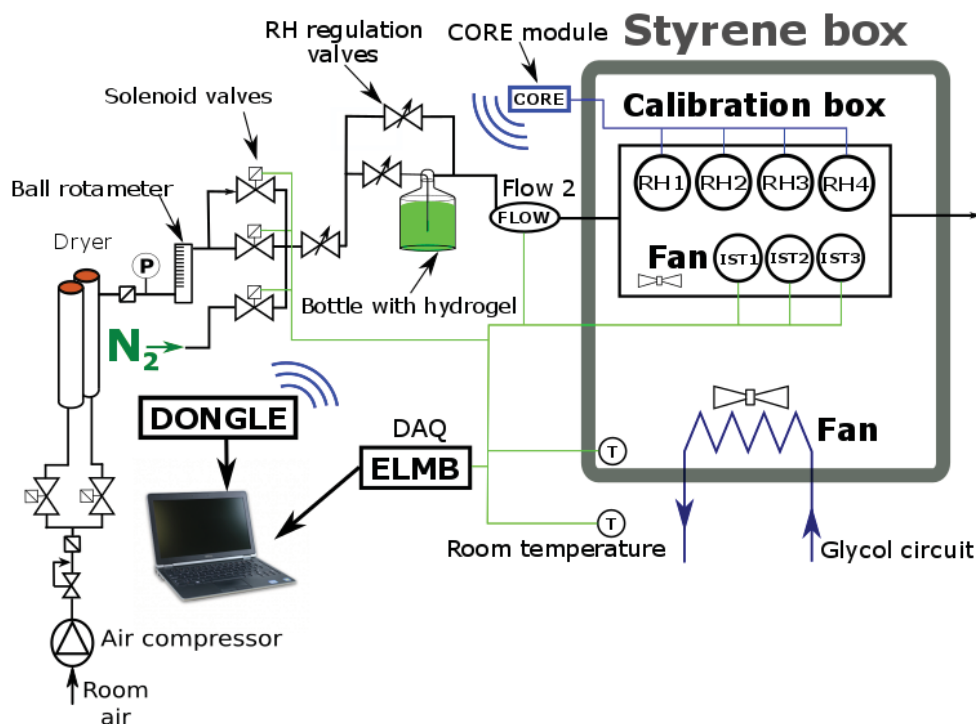 Styrene box
RH regulation
valves
CORE module
Solenoid valves
CORE
Calibration box
Ball rotameter
RH1
RH2
RH3
RH4
Flow 2
FLOW
Dryer
P
Fan
IST1
IST2
IST3
Bottle with hydrogel
N2
DONGLE
DAQ
ELMB
Fan
T
T
Room temperature
Glycol circuit
Air compressor
Room
air